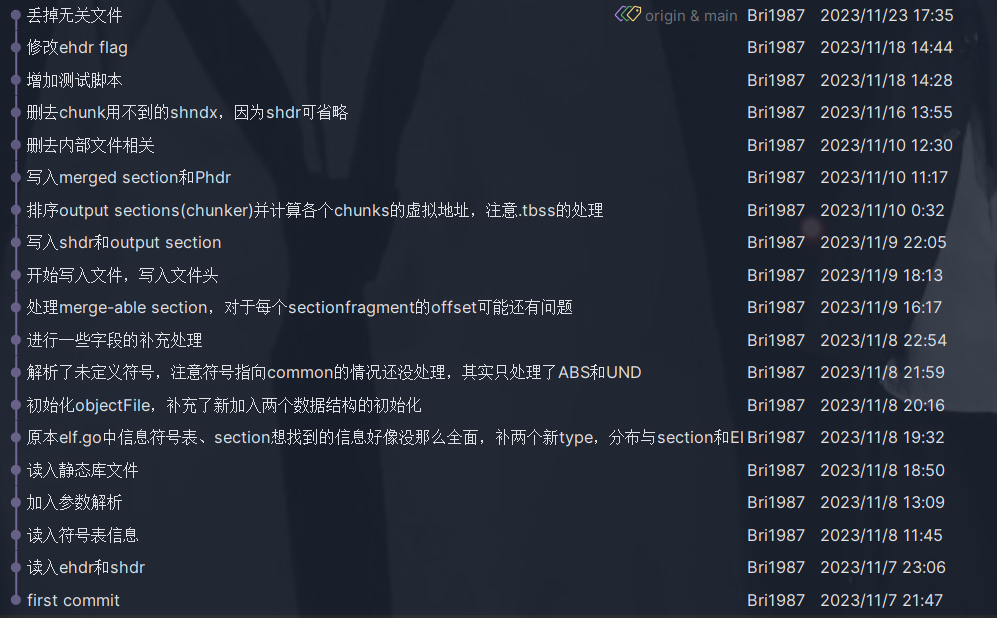 丢掉无关文件 origin & main Bri1987 2023/11/23 17:35
修改ehdr flag Bri1987 2023/11/18 14:44
增加测试脚本 Bri1987 2023/11/18 14:28
删去chunk用不到的shndx，因为shdr可省略 Bri1987 2023/11/16 13:55
删去内部文件相关 Bri1987 2023/11/10 12:30
写入merged section和Phdr Bri1987 2023/11/10 11:17
排序output sections(chunker)并计算各个chunks的虚拟地址，注意.tbss的处理 Bri1987 2023/11/10 0:32
写入shdr和output section Bri1987 2023/11/9 22:05
开始写入文件，写入文件头 Bri1987 2023/11/9 18:13
处理merge-able section，对于每个sectionfragment的offset可能还有问题 Bri1987 2023/11/9 16:17
进行一些字段的补充处理 Bri1987 2023/11/8 22:54
解析了未定义符号，注意符号指向common的情况还没处理，其实只处理了ABS和UND Bri1987 2023/11/8 21:59
初始化objectFile，补充了新加入两个数据结构的初始化 Bri1987 2023/11/8 20:16
原本elf.go中信息符号表、section想找到的信息好像没那么全面，补两个新type，分布与section和El Bri1987 2023/11/8 19:32
读入静态库文件 Bri1987 2023/11/8 18:50
加入参数解析 Bri1987 2023/11/8 13:09
读入符号表信息 Bri1987 2023/11/8 11:45
读入ehdr和shdr Bri1987 2023/11/7 23:06
first commit Bri1987 2023/11/7 21:47